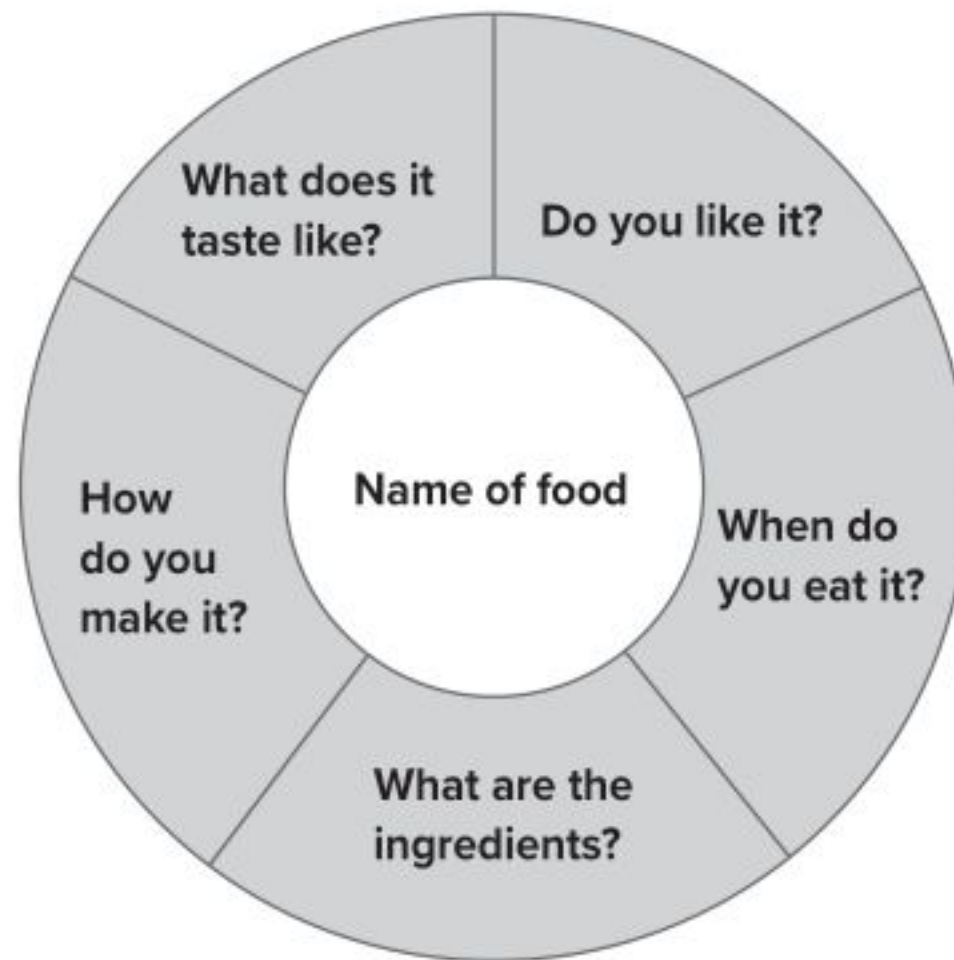 What does it
taste like?
Do you like it?
Name of food
How
do you
make it?
When do
you eat it?
What are the
ingredients?